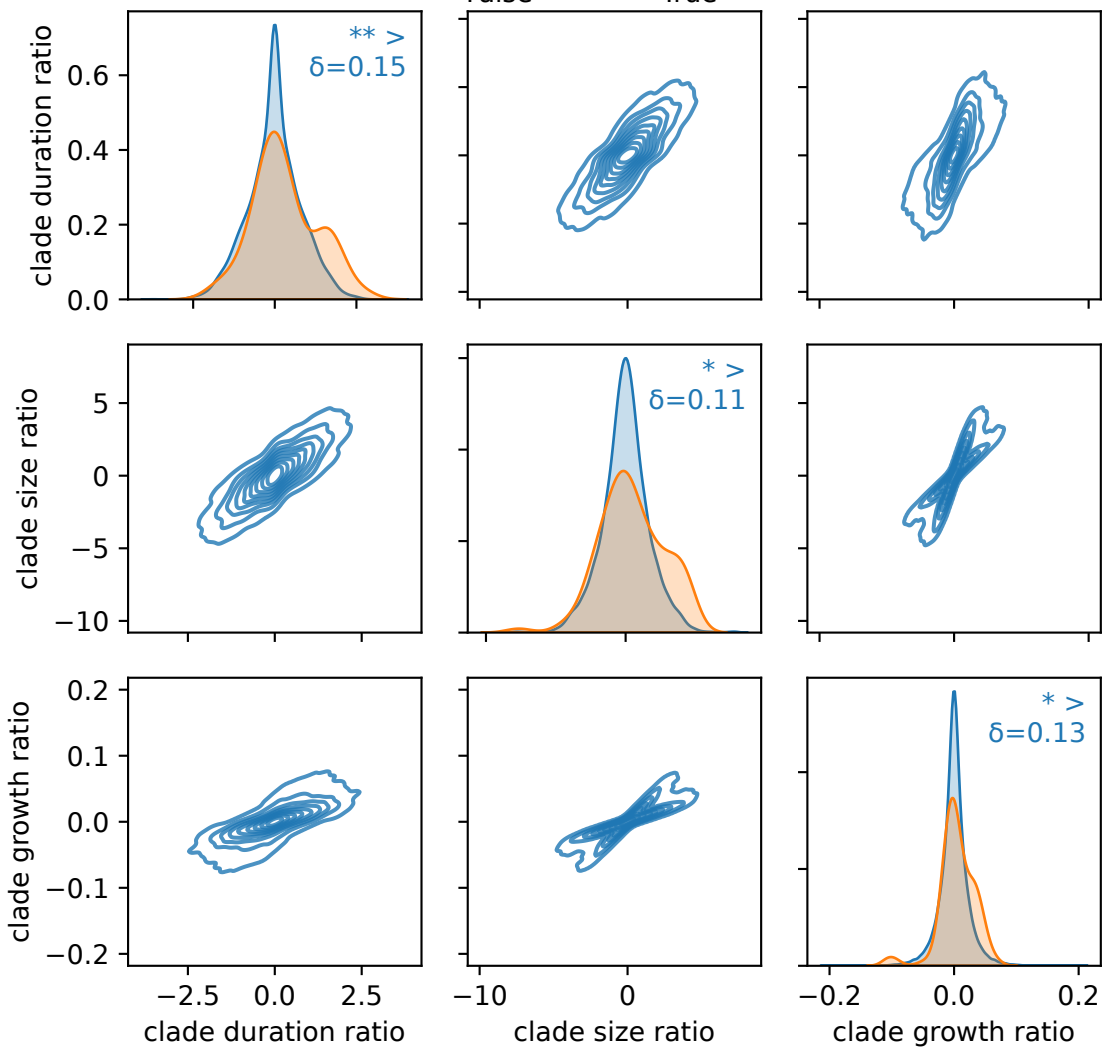 clade duration ratio
0.6
0.4
0.2
0.0
** >
δ=0.15
clade size ratio
5
0
−5
−10
* >
δ=0.11
clade growth ratio
0.2
0.1
0.0
−0.1
−0.2
* >
δ=0.13
−2.5
0.0
2.5
−10
0
−0.2
0.0
0.2
clade duration ratio
clade size ratio
clade growth ratio